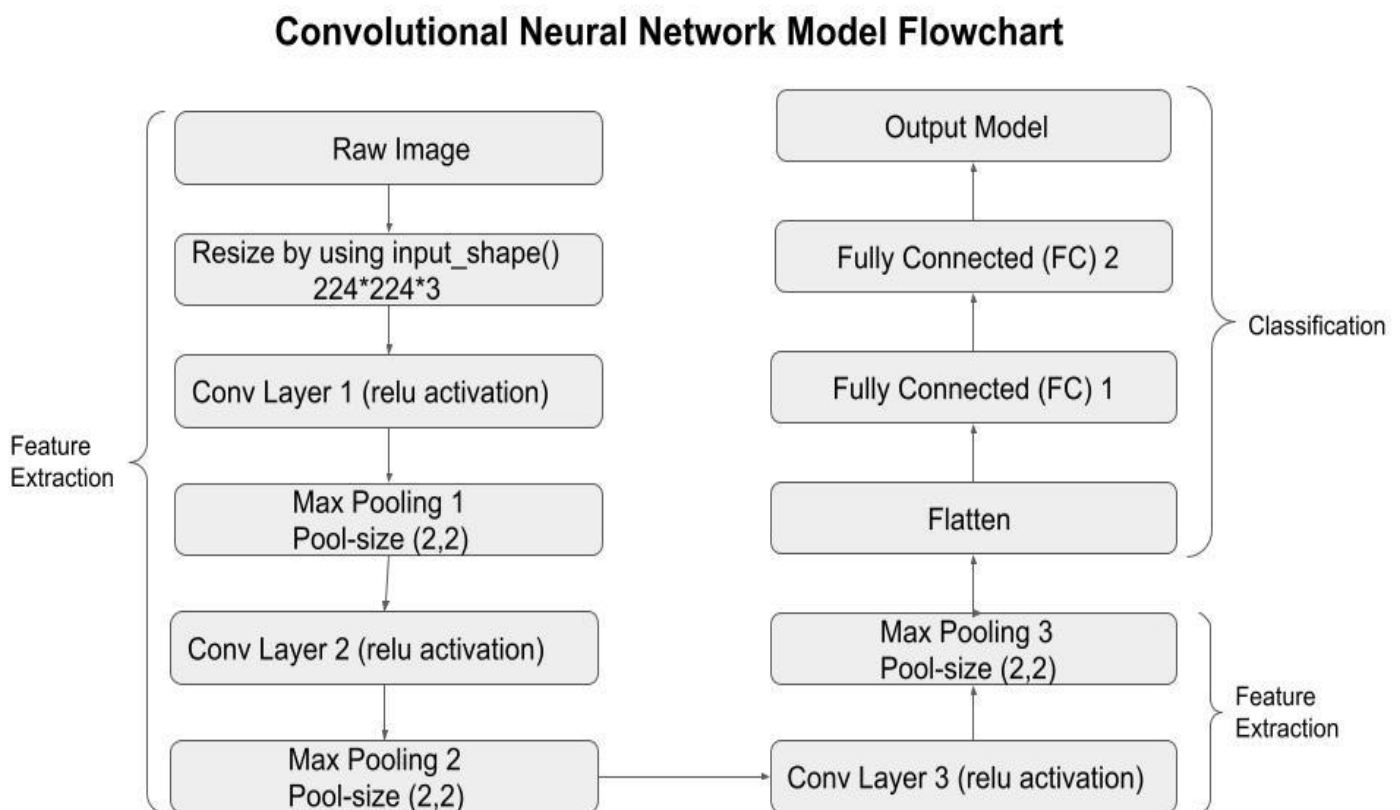 Convolutional Neural Network Model Flowchart
Raw Image
Resize by using input_shape()
224*224*3
Conv Layer 1 (relu activation)
Max Pooling 1
Pool-size (2,2)
Conv Layer 2 (relu activation)
Max Pooling 2
Pool-size (2,2)
Feature
Extraction
Conv Layer 3 (relu activation)
Max Pooling 3
Pool-size (2,2)
Feature
Extraction
Flatten
Fully Connected (FC) 1
Fully Connected (FC) 2
Output Model
Classification